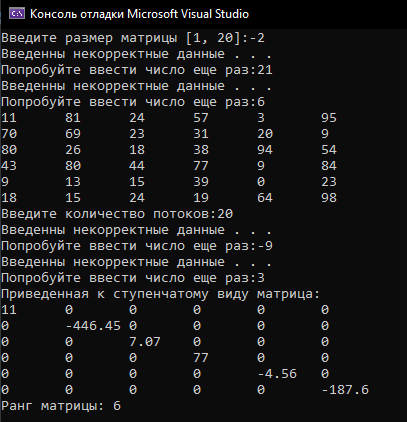 Консоль отладки Microsoft Visual Studio
Введите размер матрицы [1, 20]:-2
Введенны некорректные данные . . .
Попробуйте ввести число еще раз:21
Введенны некорректные данные . . .
Попробуйте ввести число еще раз:6
11 81 24 57 3 95
70 69 23 31 20 9
80 26 18 38 94 54
43 80 44 77 9 84
9 13 15 39 0 23
18 15 24 19 64 98
Введите количество потоков:20
Введенны некорректные данные . . .
Попробуйте ввести число еще раз:-9
Введенны некорректные данные . . .
Попробуйте ввести число еще раз:3
Приведенная к ступенчатому виду матрица:
11 0 0 0 0 0
0 -446.45 0 0 0 0
0 0 7.07 0 0 0
0 0 0 77 0 0
0 0 0 0 -4.56 0
0 0 0 0 0 -187.6
Ранг матрицы: 6